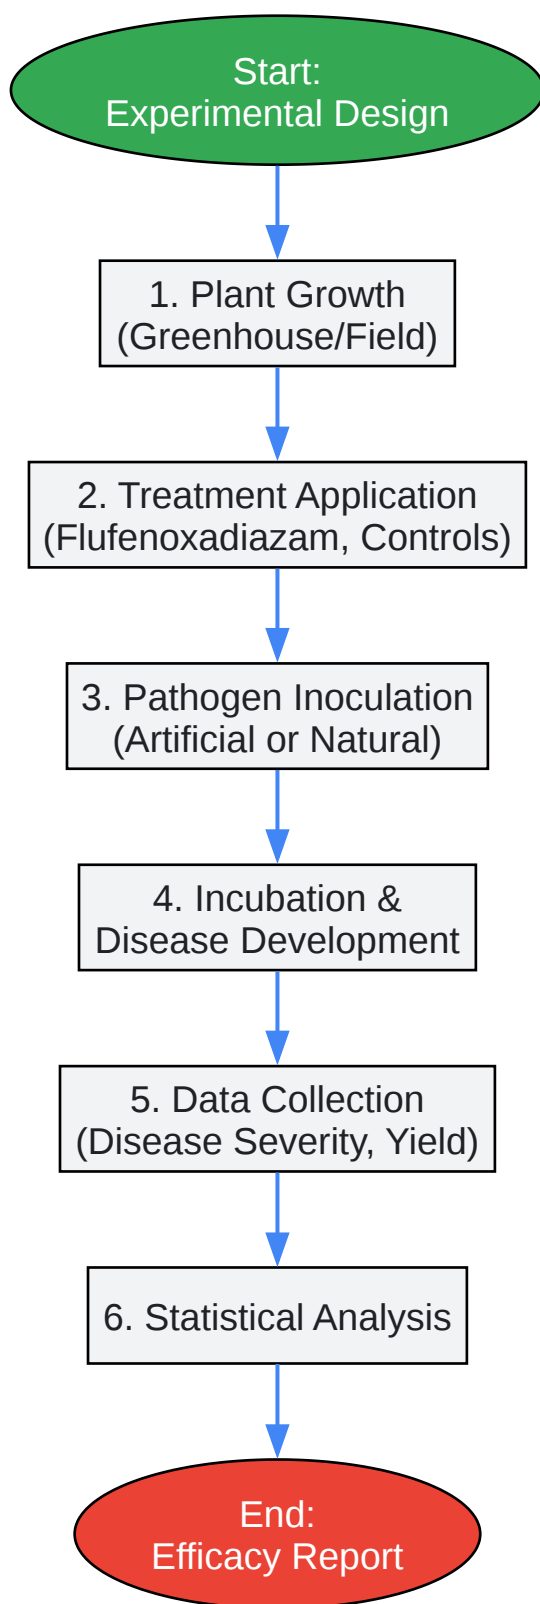 Start:
Experimental Design
1. Plant Growth
(Greenhouse/Field)
2. Treatment Application
(Flufenoxadiazam, Controls)
3. Pathogen Inoculation
(Artificial or Natural)
4. Incubation &
Disease Development
5. Data Collection
(Disease Severity, Yield)
6. Statistical Analysis
End:
Efficacy Report